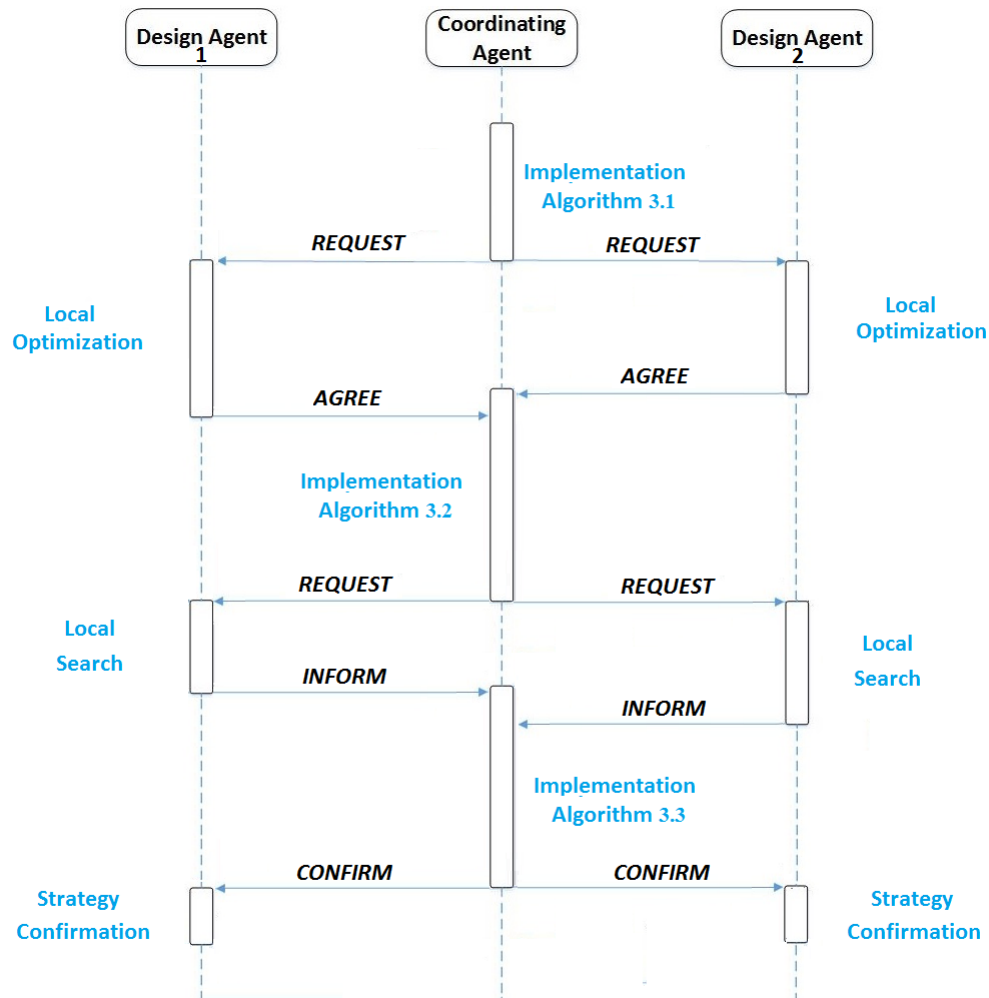 Design Agent
1
Coordinating
Agent
Design Agent
2
Implementation
Algorithm 3.1
REQUEST
REQUEST
Local
Optimization
Local
Optimization
AGREE
AGREE
Implementation
Algorithm 3.2
REQUEST
REQUEST
Local
Search
Local
Search
INFORM
INFORM
Implementation
Algorithm 3.3
CONFIRM
CONFIRM
Strategy
Confirmation
Strategy
Confirmation